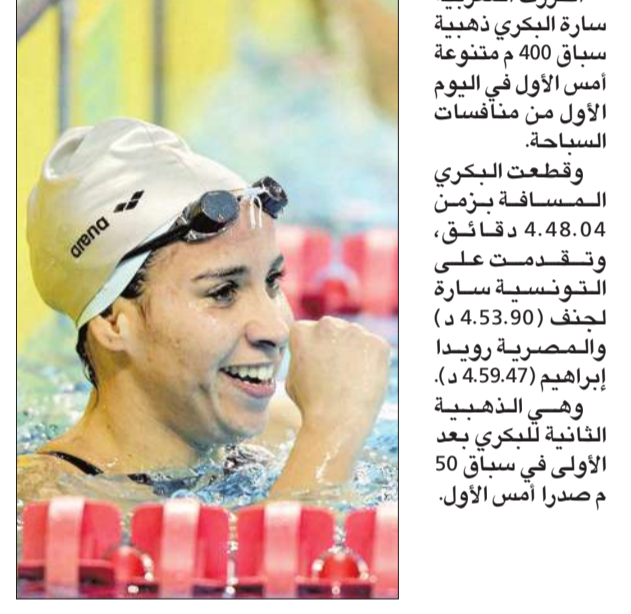 سارة البكري ذهبية
سباق 400 م متنوعة
أمس الأول في اليوم
الأول من منافسات
السباحة.
وقطعت البكري
المسافة بزمن
4.48.04 دقائق،
وتقدمت على
التونسية سارة
لجنف (4.53.90 د)
والمصرية رويدا
إبراهيم (4.59.47 د).
وهي الذهبية
الثانية للبكري بعد
الأولى في سباق 50
م صدرا أمس الأول.
arena